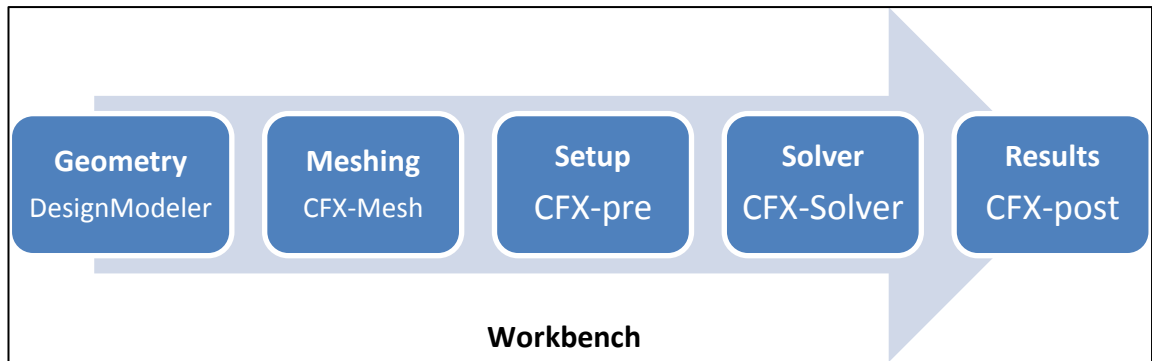 Geometry
DesignModeler
Meshing
CFX-Mesh
Setup
CFX-pre
Solver
CFX-Solver
Results
CFX-post
Workbench